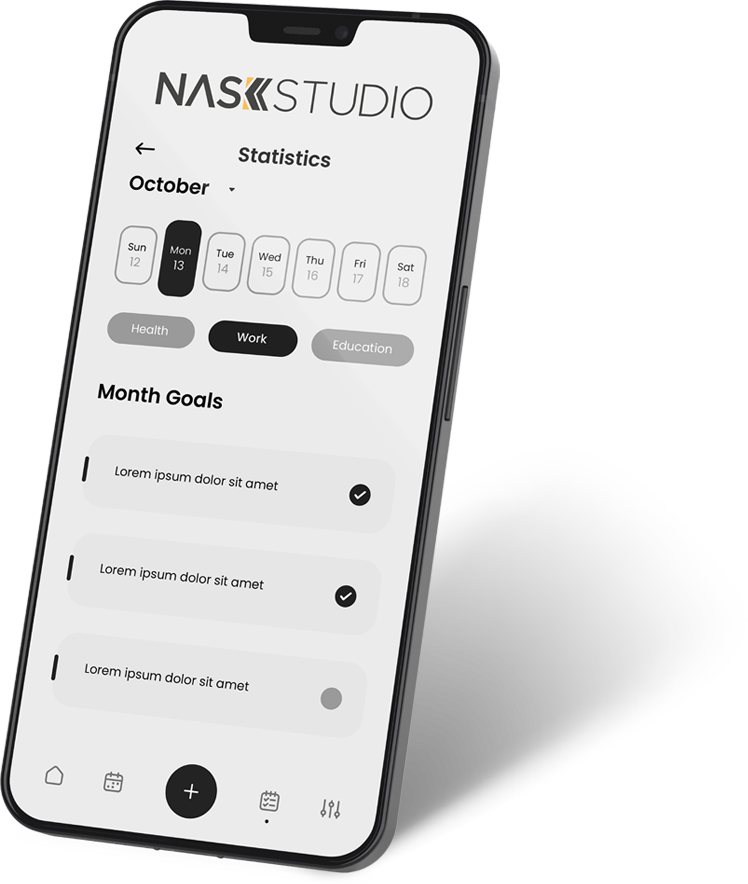 NASK STUDIO
Statistics
October
Sun Mon Tue Wed Thu Fri Sat
12 13 14 15 16 17 18
Health Work Education
Month Goals
Lorem ipsum dolor sit amet
Lorem ipsum dolor sit amet
Lorem ipsum dolor sit amet